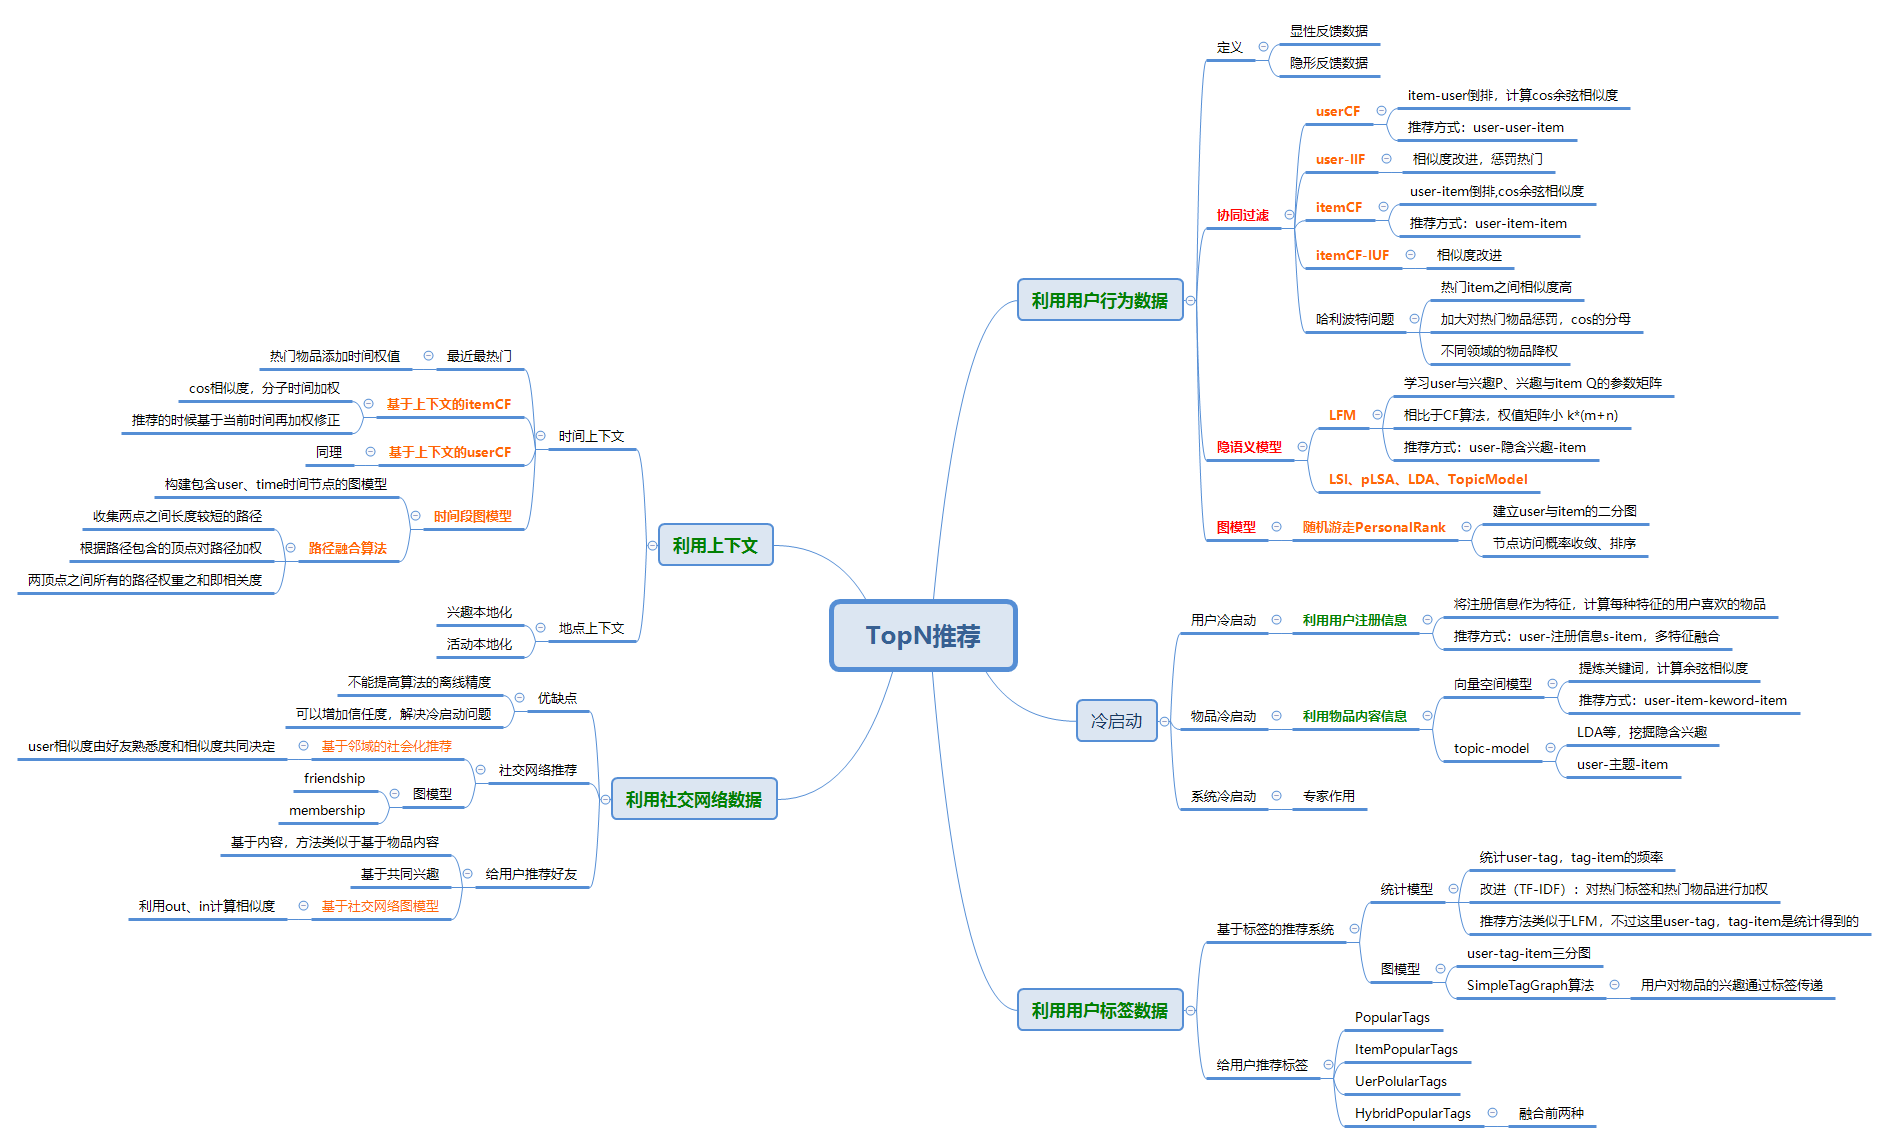 TopN推荐
利用用户行为数据
定义
显性反馈数据
隐形反馈数据
协同过滤
userCF
item-user倒排，计算cos余弦相似度
推荐方式：user-user-item
user-IIF
相似度改进，惩罚热门
itemCF
user-item倒排,cos余弦相似度
推荐方式：user-item-item
itemCF-IUF
相似度改进
哈利波特问题
热门item之间相似度高
加大对热门物品惩罚，cos的分母
不同领域的物品降权
隐语义模型
LFM
学习user与兴趣P、兴趣与item Q的参数矩阵
相比于CF算法，权值矩阵小 k*(m+n)
推荐方式：user-隐含兴趣-item
LSI、pLSA、LDA、TopicModel
图模型
随机游走PersonalRank
建立user与item的二分图
节点访问概率收敛、排序
冷启动
用户冷启动
利用用户注册信息
将注册信息作为特征，计算每种特征的用户喜欢的物品
推荐方式：user-注册信息s-item，多特征融合
物品冷启动
利用物品内容信息
向量空间模型
提炼关键词，计算余弦相似度
推荐方式：user-item-keword-item
topic-model
LDA等，挖掘隐含兴趣
user-主题-item
系统冷启动
专家作用
利用用户标签数据
基于标签的推荐系统
统计模型
统计user-tag，tag-item的频率
改进（TF-IDF）：对热门标签和热门物品进行加权
推荐方法类似于LFM，不过这里user-tag，tag-item是统计得到的
图模型
user-tag-item三分图
SimpleTagGraph算法
用户对物品的兴趣通过标签传递
给用户推荐标签
PopularTags
ItemPopularTags
UerPolularTags
HybridPopularTags
融合前两种
利用上下文
时间上下文
最近最热门
热门物品添加时间权值
基于上下文的itemCF
cos相似度，分子时间加权
推荐的时候基于当前时间再加权修正
基于上下文的userCF
同理
时间段图模型
构建包含user、time时间节点的图模型
路径融合算法
收集两点之间长度较短的路径
根据路径包含的顶点对路径加权
两顶点之间所有的路径权重之和即相关度
地点上下文
兴趣本地化
活动本地化
利用社交网络数据
优缺点
不能提高算法的离线精度
可以增加信任度，解决冷启动问题
社交网络推荐
基于邻域的社会化推荐
user相似度由好友熟悉度和相似度共同决定
图模型
friendship
membership
给用户推荐好友
基于内容，方法类似于基于物品内容
基于共同兴趣
基于社交网络图模型
利用out、in计算相似度